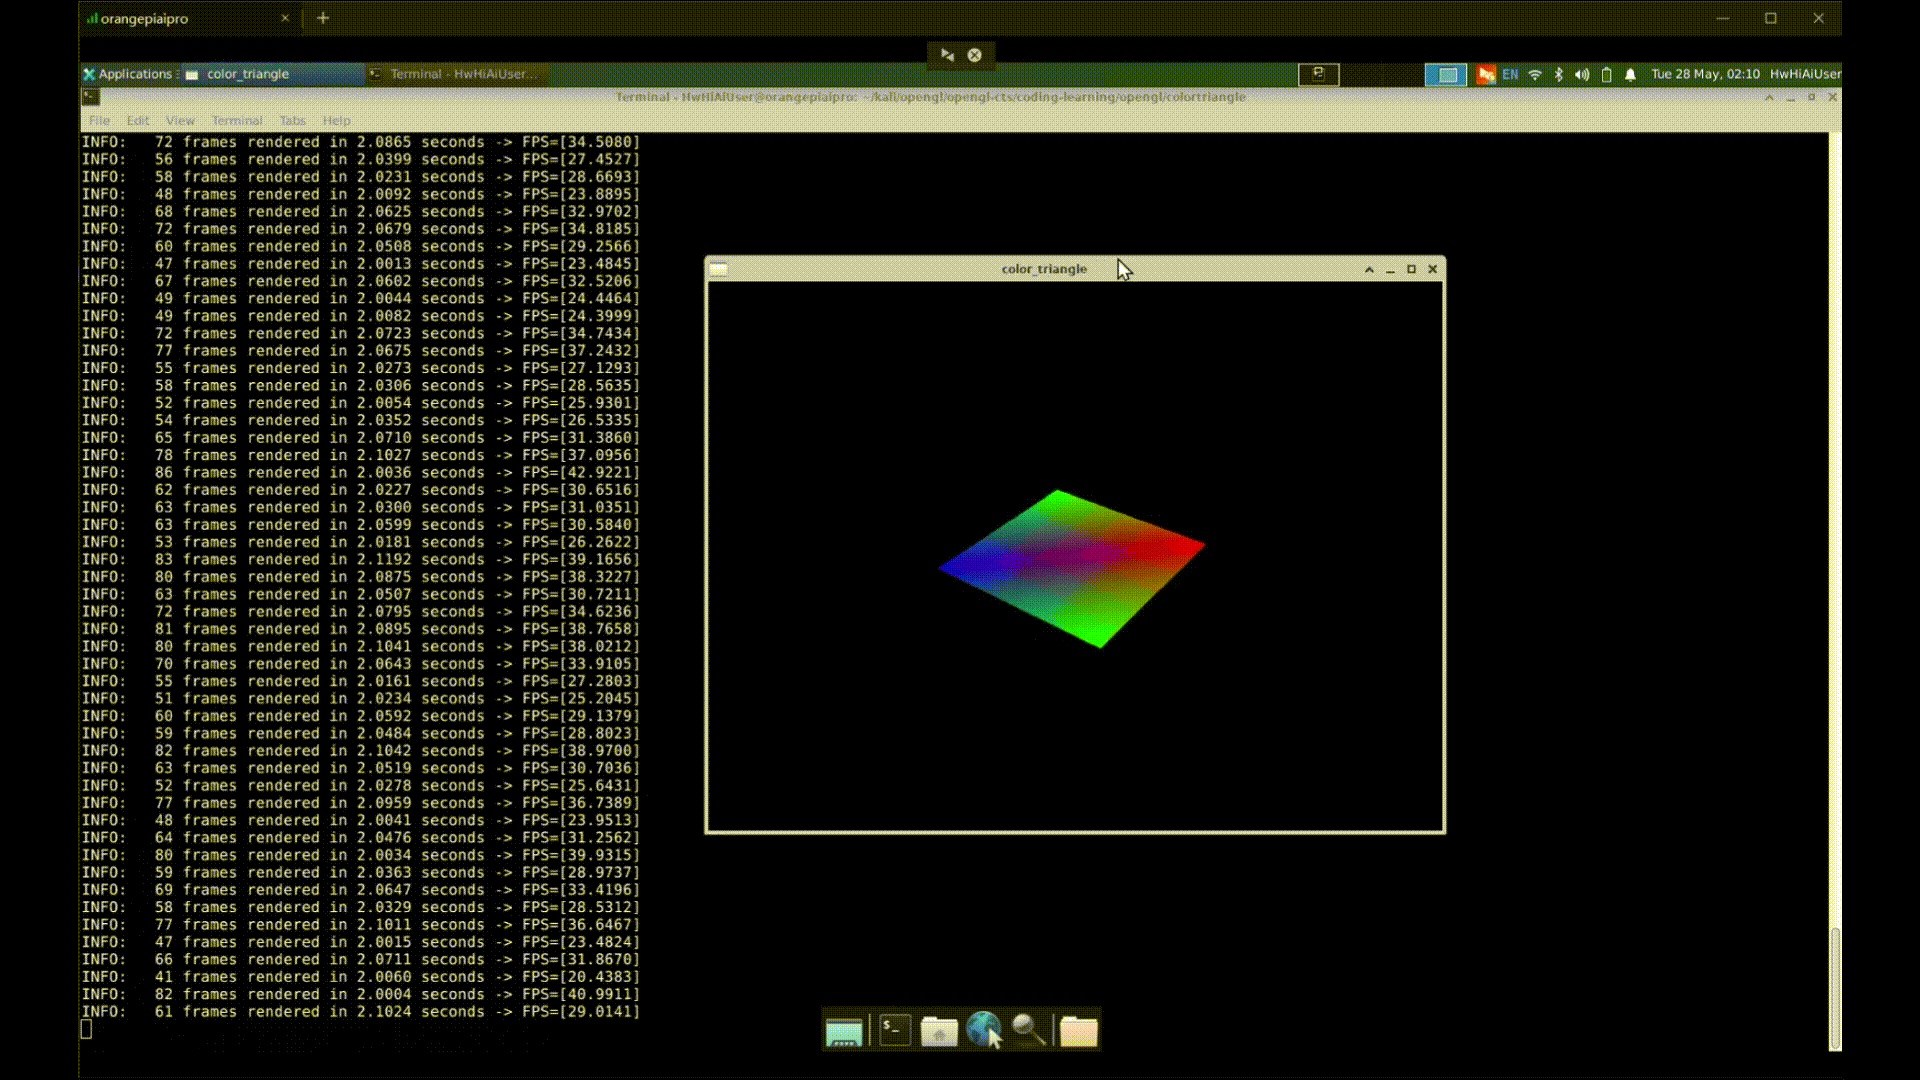 orangepiaipro
Applications
color_triangle
Terminal - HwHiAiUser...
EN
Tue 28 May, 02:10
HwHiAiUser
Terminal - HwHiAiUser@orangepiaipro: ~/kali/opengl/opengl-cts/coding-learning/opengl/colortriangle
File Edit View Terminal Tabs Help
INFO: 72 frames rendered in 2.0865 seconds -> FPS=[34.5080]
INFO: 56 frames rendered in 2.0399 seconds -> FPS=[27.4527]
INFO: 58 frames rendered in 2.0231 seconds -> FPS=[28.6693]
INFO: 48 frames rendered in 2.0092 seconds -> FPS=[23.8895]
INFO: 68 frames rendered in 2.0625 seconds -> FPS=[32.9702]
INFO: 72 frames rendered in 2.0679 seconds -> FPS=[34.8185]
INFO: 60 frames rendered in 2.0508 seconds -> FPS=[29.2566]
INFO: 47 frames rendered in 2.0013 seconds -> FPS=[23.4845]
INFO: 67 frames rendered in 2.0602 seconds -> FPS=[32.5206]
INFO: 49 frames rendered in 2.0044 seconds -> FPS=[24.4464]
INFO: 49 frames rendered in 2.0082 seconds -> FPS=[24.3999]
INFO: 72 frames rendered in 2.0723 seconds -> FPS=[34.7434]
INFO: 77 frames rendered in 2.0675 seconds -> FPS=[37.2432]
INFO: 55 frames rendered in 2.0273 seconds -> FPS=[27.1293]
INFO: 58 frames rendered in 2.0306 seconds -> FPS=[28.5635]
INFO: 52 frames rendered in 2.0054 seconds -> FPS=[25.9301]
INFO: 54 frames rendered in 2.0352 seconds -> FPS=[26.5335]
INFO: 65 frames rendered in 2.0710 seconds -> FPS=[31.3860]
INFO: 78 frames rendered in 2.1027 seconds -> FPS=[37.0956]
INFO: 86 frames rendered in 2.0036 seconds -> FPS=[42.9221]
INFO: 62 frames rendered in 2.0227 seconds -> FPS=[30.6516]
INFO: 63 frames rendered in 2.0300 seconds -> FPS=[31.0351]
INFO: 63 frames rendered in 2.0599 seconds -> FPS=[30.5840]
INFO: 53 frames rendered in 2.0181 seconds -> FPS=[26.2622]
INFO: 83 frames rendered in 2.1192 seconds -> FPS=[39.1656]
INFO: 80 frames rendered in 2.0875 seconds -> FPS=[38.3227]
INFO: 63 frames rendered in 2.0507 seconds -> FPS=[30.7211]
INFO: 72 frames rendered in 2.0795 seconds -> FPS=[34.6236]
INFO: 81 frames rendered in 2.0895 seconds -> FPS=[38.7658]
INFO: 80 frames rendered in 2.1041 seconds -> FPS=[38.0212]
INFO: 70 frames rendered in 2.0643 seconds -> FPS=[33.9105]
INFO: 55 frames rendered in 2.0161 seconds -> FPS=[27.2803]
INFO: 51 frames rendered in 2.0234 seconds -> FPS=[25.2045]
INFO: 60 frames rendered in 2.0592 seconds -> FPS=[29.1379]
INFO: 59 frames rendered in 2.0484 seconds -> FPS=[28.8023]
INFO: 82 frames rendered in 2.1042 seconds -> FPS=[38.9700]
INFO: 63 frames rendered in 2.0519 seconds -> FPS=[30.7036]
INFO: 52 frames rendered in 2.0278 seconds -> FPS=[25.6431]
INFO: 77 frames rendered in 2.0959 seconds -> FPS=[36.7389]
INFO: 48 frames rendered in 2.0041 seconds -> FPS=[23.9513]
INFO: 64 frames rendered in 2.0476 seconds -> FPS=[31.2562]
INFO: 80 frames rendered in 2.0034 seconds -> FPS=[39.9315]
INFO: 59 frames rendered in 2.0363 seconds -> FPS=[28.9737]
INFO: 69 frames rendered in 2.0647 seconds -> FPS=[33.4196]
INFO: 58 frames rendered in 2.0329 seconds -> FPS=[28.5312]
INFO: 77 frames rendered in 2.1011 seconds -> FPS=[36.6467]
INFO: 47 frames rendered in 2.0015 seconds -> FPS=[23.4824]
INFO: 66 frames rendered in 2.0711 seconds -> FPS=[31.8670]
INFO: 41 frames rendered in 2.0060 seconds -> FPS=[20.4383]
INFO: 82 frames rendered in 2.0004 seconds -> FPS=[40.9911]
INFO: 61 frames rendered in 2.1024 seconds -> FPS=[29.0141]
color_triangle
$_